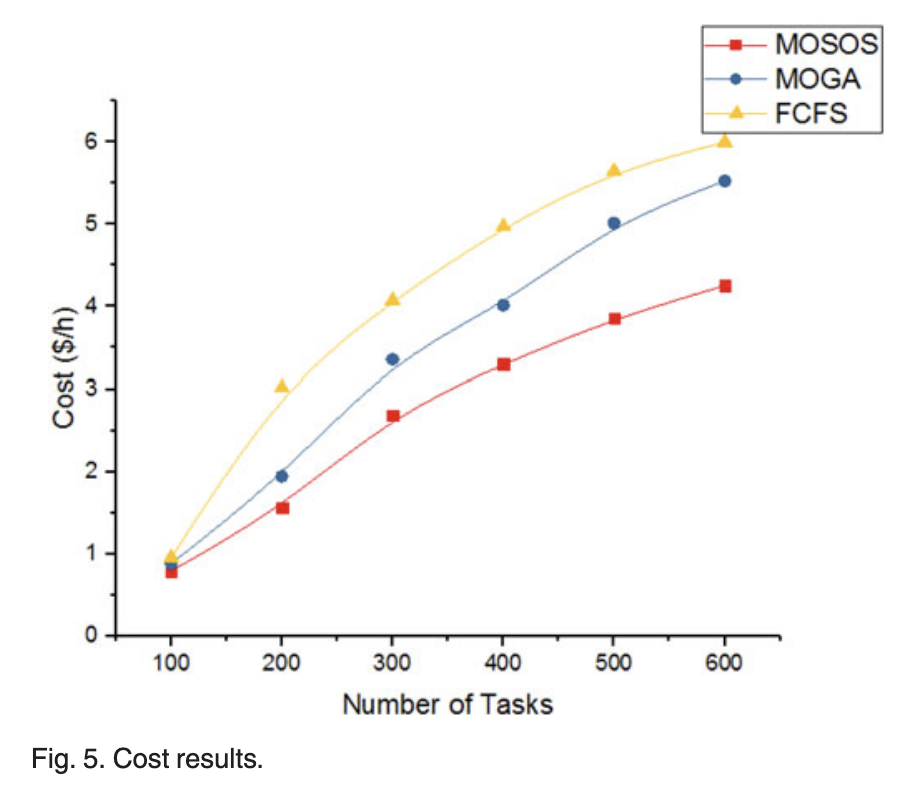 MOSOS
MOGA
FCFS
6
5
4
3
2
1
0
Cost ($/h)
100 200 300 400 500 600
Number of Tasks
Fig. 5. Cost results.